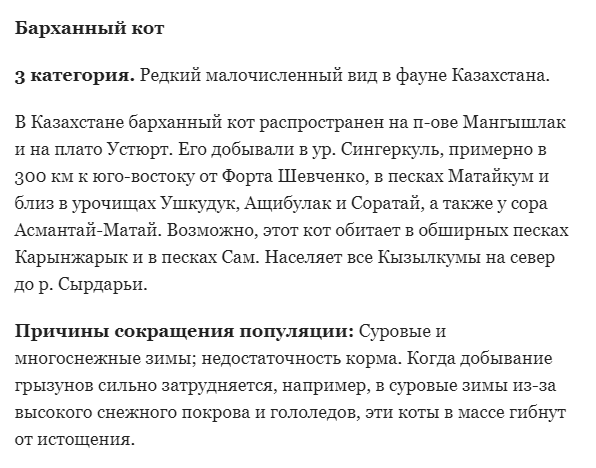 Барханный кот
3 категория. Редкий малочисленный вид в фауне Казахстана.
В Казахстане барханный кот распространен на п-ове Мангышлак
и на плато Устюрт. Его добывали в ур. Сингеркуль, примерно в
300 км к юго-востоку от Форта Шевченко, в песках Матайкум и
близ в урочищах Ушкудук, Ащибулак и Соратай, а также у сора
Асмантай-Матай. Возможно, этот кот обитает в обширных песках
Карынжарык и в песках Сам. Населяет все Кызылкумы на север
до р. Сырдарьи.
Причины сокращения популяции: Суровые и
многоснежные зимы; недостаточность корма. Когда добывание
грызунов сильно затрудняется, например, в суровые зимы из-за
высокого снежного покрова и гололедов, эти коты в массе гибнут
от истощения.